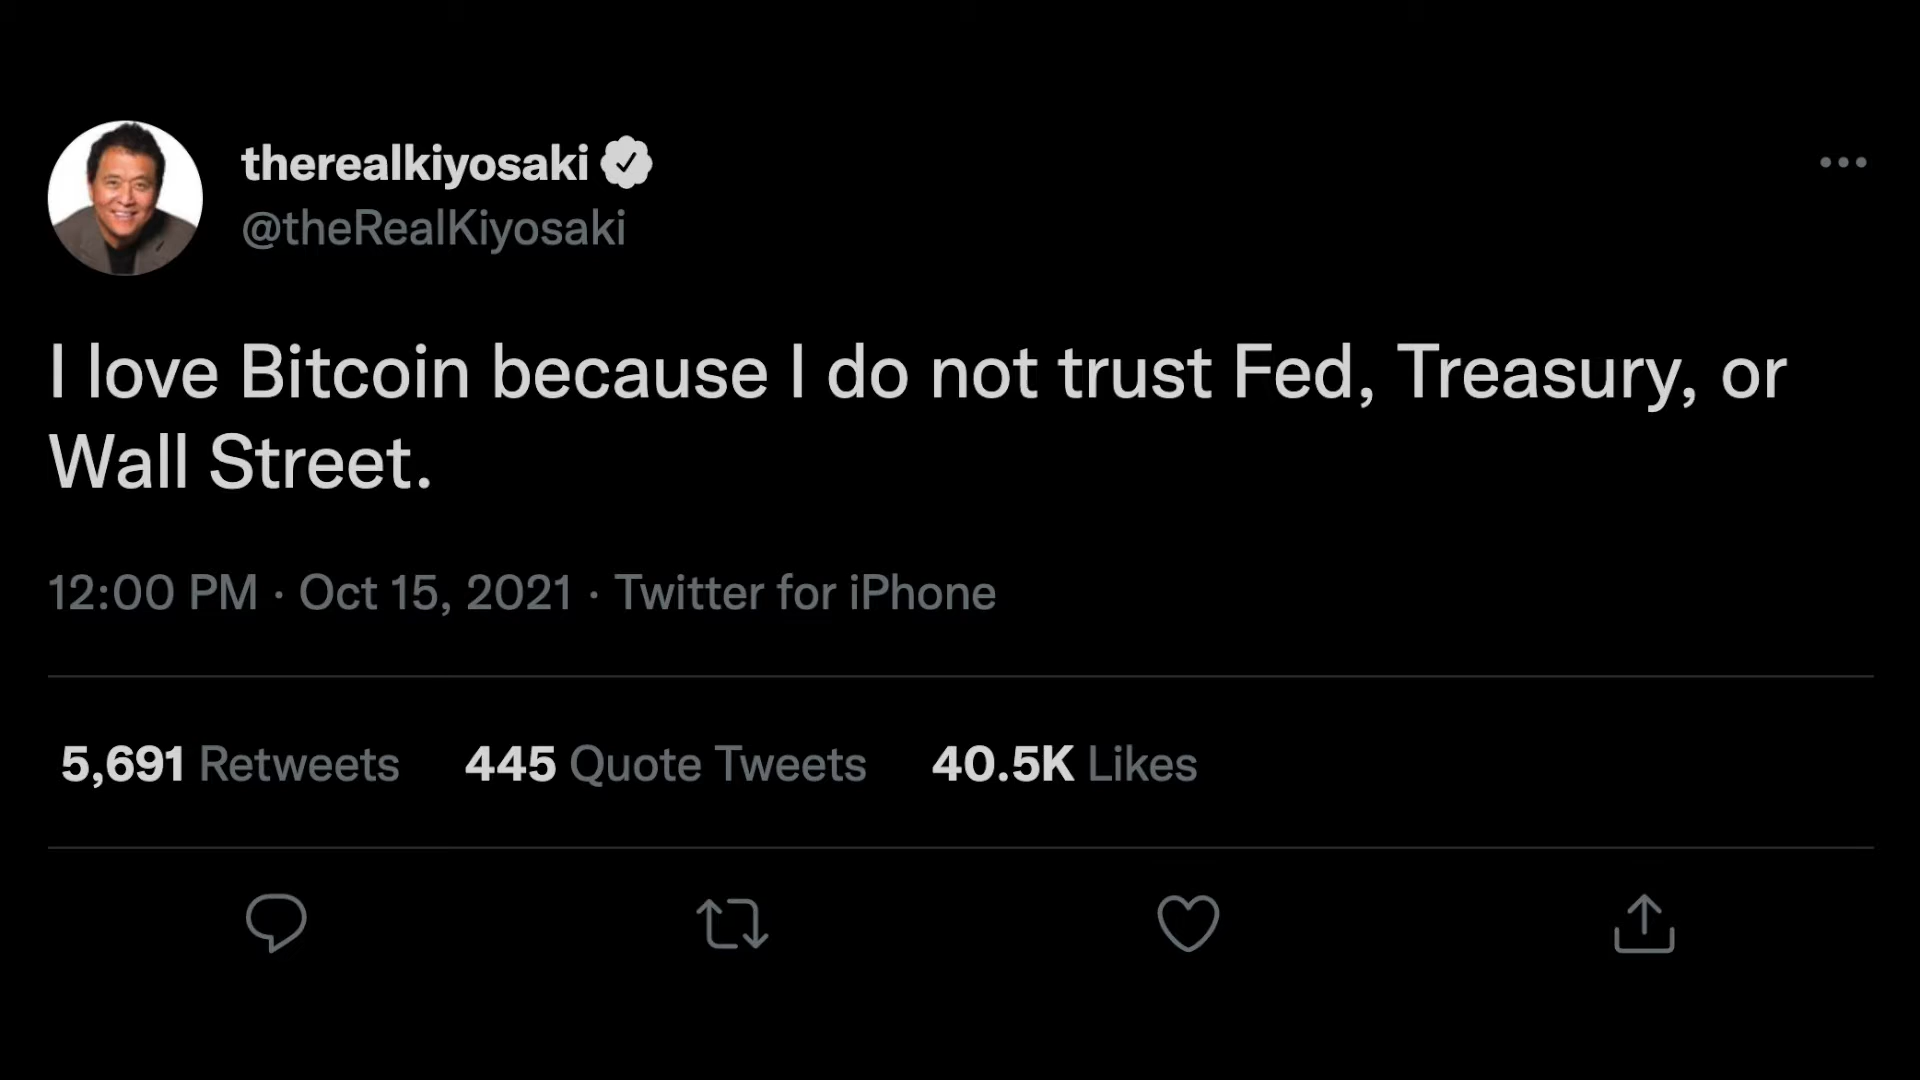 therealkiyosaki
@theRealKiyosaki
I love Bitcoin because I do not trust Fed, Treasury, or
Wall Street.
12:00 PM · Oct 15, 2021 · Twitter for iPhone
5,691 Retweets 445 Quote Tweets 40.5K Likes